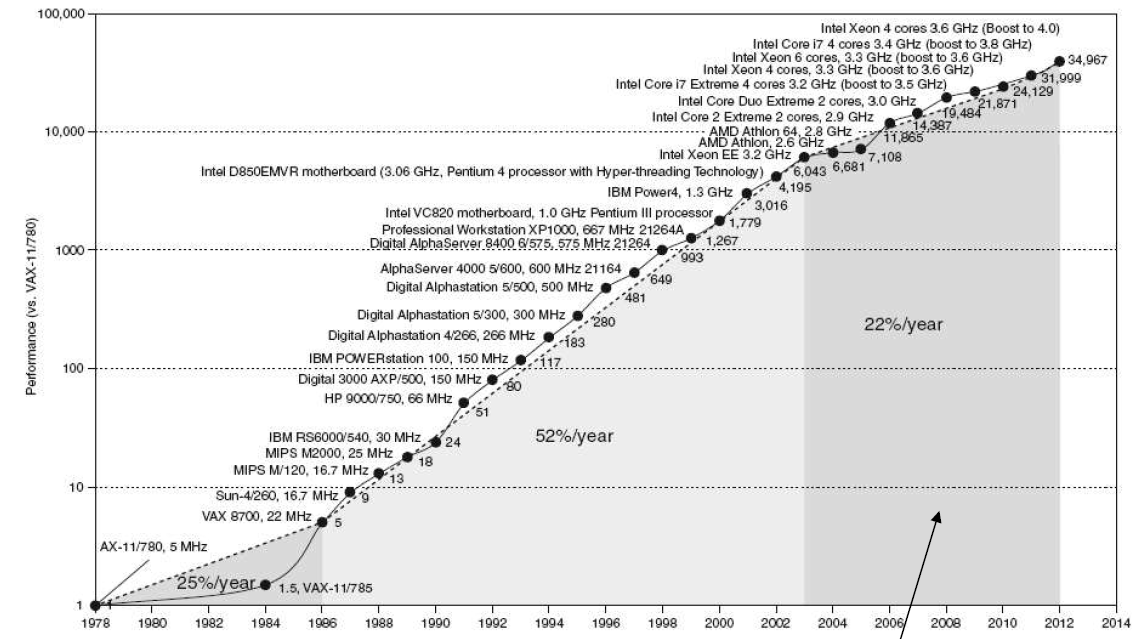 100,000
10,000
1000
100
10
1
Performance (vs. VAX-11/780)
Intel Xeon 4 cores 3.6 GHz (Boost to 4.0)
Intel Core i7 4 cores 3.4 GHz (boost to 3.8 GHz)
Intel Xeon 6 cores, 3.3 GHz (boost to 3.6 GHz)
Intel Xeon 4 cores, 3.3 GHz (boost to 3.6 GHz)
Intel Core i7 Extreme 4 cores 3.2 GHz (boost to 3.5 GHz)
Intel Core Duo Extreme 2 cores, 3.0 GHz
Intel Core 2 Extreme 2 cores, 2.9 GHz
AMD Athlon 64, 2.8 GHz
AMD Athlon, 2.6 GHz
Intel Xeon EE 3.2 GHz
Intel D850EMVR motherboard (3.06 GHz, Pentium 4 processor with Hyper-threading Technology)
IBM Power4, 1.3 GHz
Intel VC820 motherboard, 1.0 GHz Pentium III processor
Professional Workstation XP1000, 667 MHz 21264A
Digital AlphaServer 8400 6/575, 575 MHz 21264
AlphaServer 4000 5/600, 600 MHz 21164
Digital Alphastation 5/500, 500 MHz
Digital Alphastation 5/300, 300 MHz
Digital Alphastation 4/266, 266 MHz
IBM POWERstation 100, 150 MHz
Digital 3000 AXP/500, 150 MHz
HP 9000/750, 66 MHz
IBM RS6000/540, 30 MHz
MIPS M2000, 25 MHz
MIPS M/120, 16.7 MHz
Sun-4/260, 16.7 MHz
VAX 8700, 22 MHz
AX-11/780, 5 MHz
34,967
31,999
24,129
21,871
19,484
14,387
11,865
7,108
6,681
6,043
4,195
3,016
1,779
1,267
993
649
481
280
183
117
80
51
24
18
13
9
5
1.5, VAX-11/785
25%/year
52%/year
22%/year
1978 1980 1982 1984 1986 1988 1990 1992 1994 1996 1998 2000 2002 2004 2006 2008 2010 2012 2014